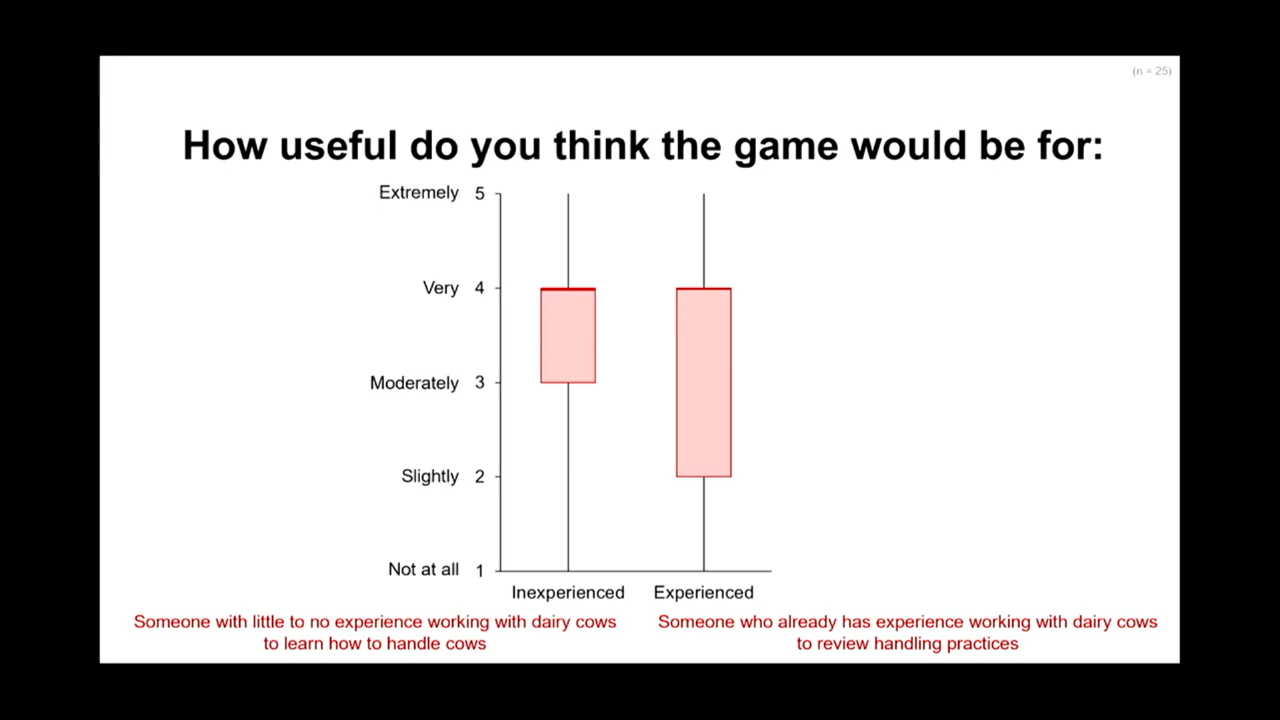 (n = 25)
How useful do you think the game would be for:
Extremely 5
Very 4
Moderately 3
Slightly 2
Not at all 1
Inexperienced Experienced
Someone with little to no experience working with dairy cows
to learn how to handle cows
Someone who already has experience working with dairy cows
to review handling practices